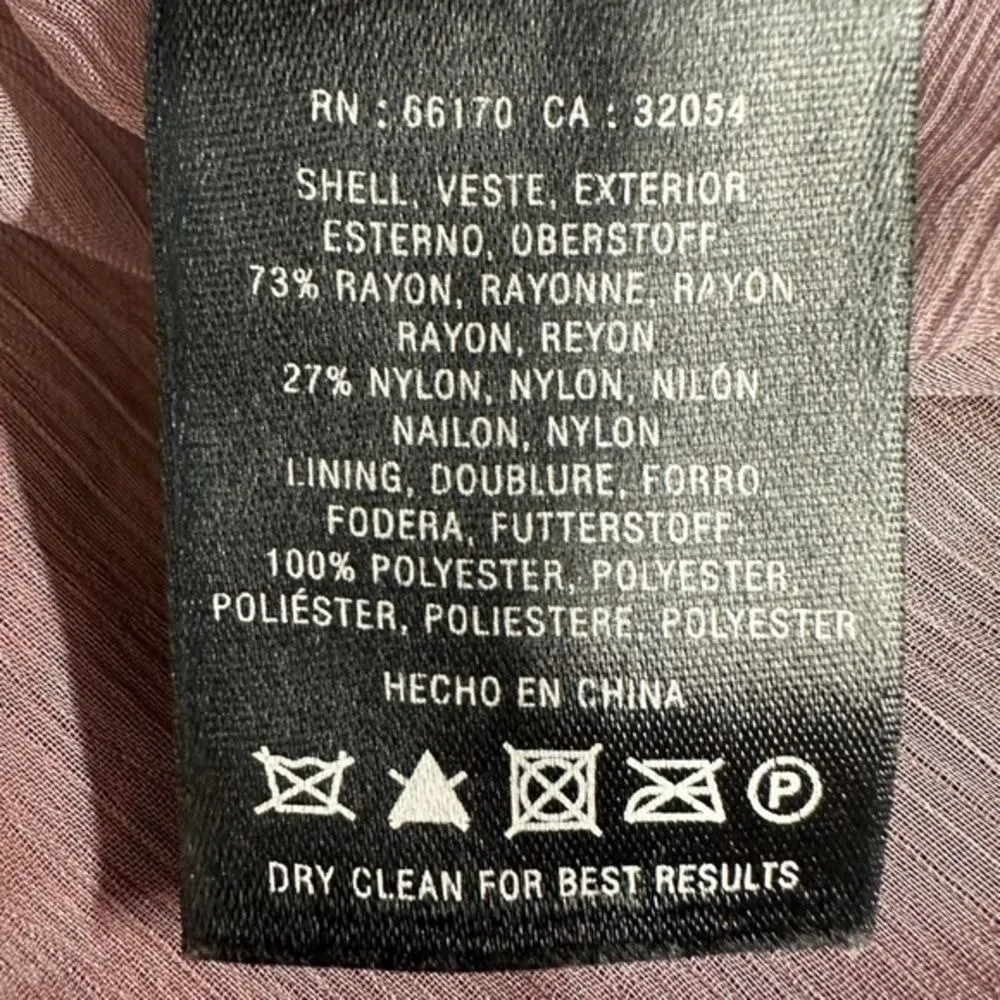 RN : 66170 CA : 32054
SHELL, VESTE, EXTERIOR,
ESTERNO, OBERSTOFF:
73% RAYON, RAYONNE, RAYÓN
RAYON, REYON
27% NYLON, NYLON, NILÓN
NAILON, NYLON
LINING, DOUBLURE, FORRO,
FODERA, FUTTERSTOFF:
100% POLYESTER, POLYESTER,
POLIÉSTER, POLIESTERE, POLYESTER
HECHO EN CHINA
P
DRY CLEAN FOR BEST RESULTS